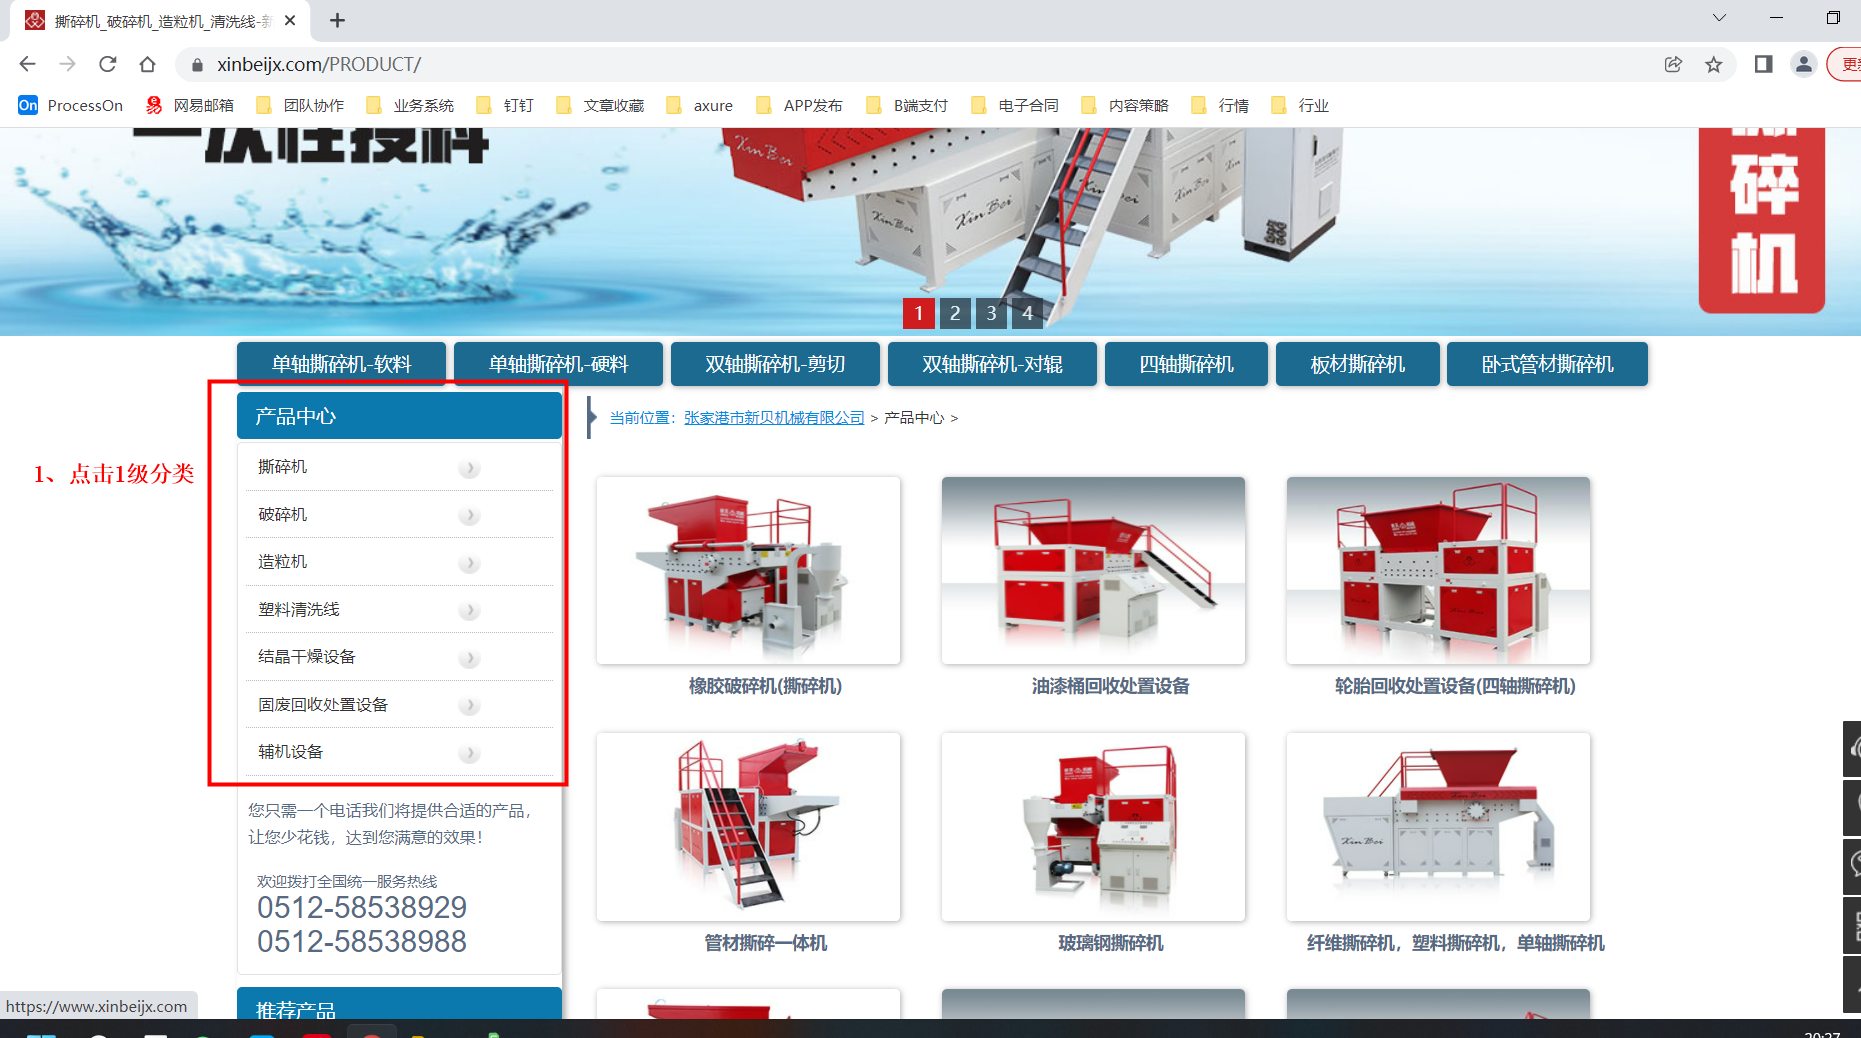 撕碎机_破碎机_造粒机_清洗线-新
xinbeijx.com/PRODUCT/
更新
ProcessOn
网易邮箱
团队协作
业务系统
钉钉
文章收藏
axure
APP发布
B端支付
电子合同
内容策略
行情
行业
一次性投料
XinBei
XinBei
XinBei
XinBei
碎
机
1 2 3 4
单轴撕碎机-软料
单轴撕碎机-硬料
双轴撕碎机-剪切
双轴撕碎机-对辊
四轴撕碎机
板材撕碎机
卧式管材撕碎机
产品中心
当前位置：张家港市新贝机械有限公司 > 产品中心 >
1、点击1级分类
撕碎机
破碎机
造粒机
塑料清洗线
结晶干燥设备
固废回收处置设备
辅机设备
橡胶破碎机(撕碎机)
油漆桶回收处置设备
轮胎回收处置设备(四轴撕碎机)
管材撕碎一体机
玻璃钢撕碎机
纤维撕碎机，塑料撕碎机，单轴撕碎机
您只需一个电话我们将提供合适的产品，
让您少花钱，达到您满意的效果！
欢迎拨打全国统一服务热线
0512-58538929
0512-58538988
推荐产品
https://www.xinbeijx.com
20:27